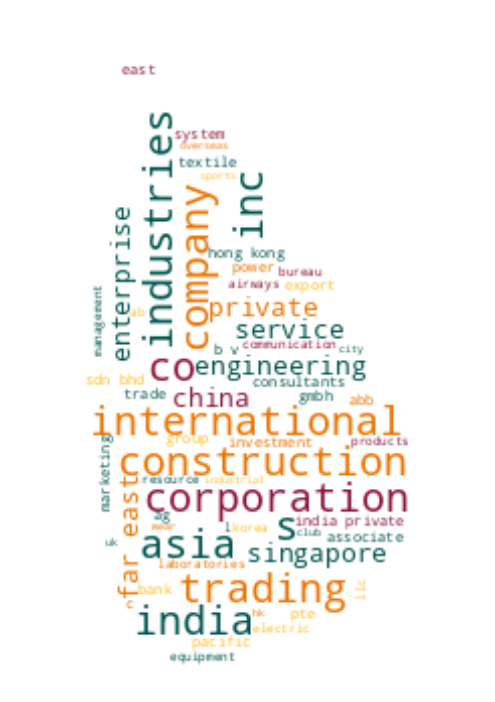 east
system
overseas
textile
sports
industries
company
inc
enterprise
hong kong
power
bureau
airways
export
management
ab
private
service
b v
communication
city
co
engineering
sdn bhd
consultants
trade
china
gmbh
abb
international
group
investment
products
marketing
construction
resource
industrial
far east
corporation
ag
wear
l
korea
s
india private
club
associate
uk
asia
singapore
laboratories
bank
trading
llc
c
india
hk
pte
electric
pacific
equipment